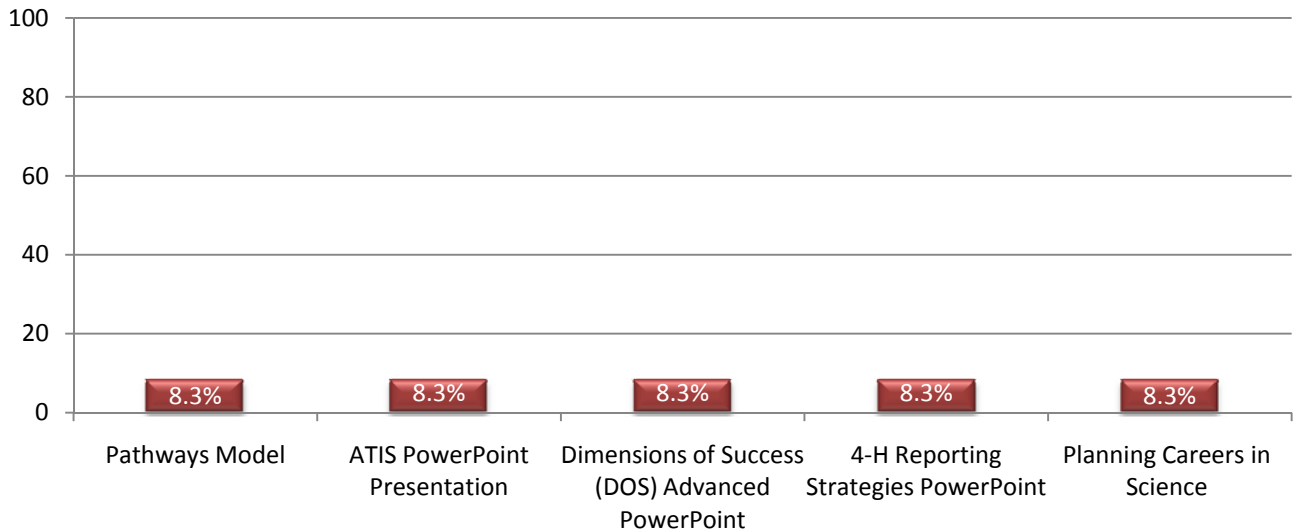 100
80
60
40
20
0
8.3%
8.3%
8.3%
8.3%
8.3%
Pathways Model
ATIS PowerPoint
Presentation
Dimensions of Success
(DOS) Advanced
PowerPoint
4-H Reporting
Strategies PowerPoint
Planning Careers in
Science